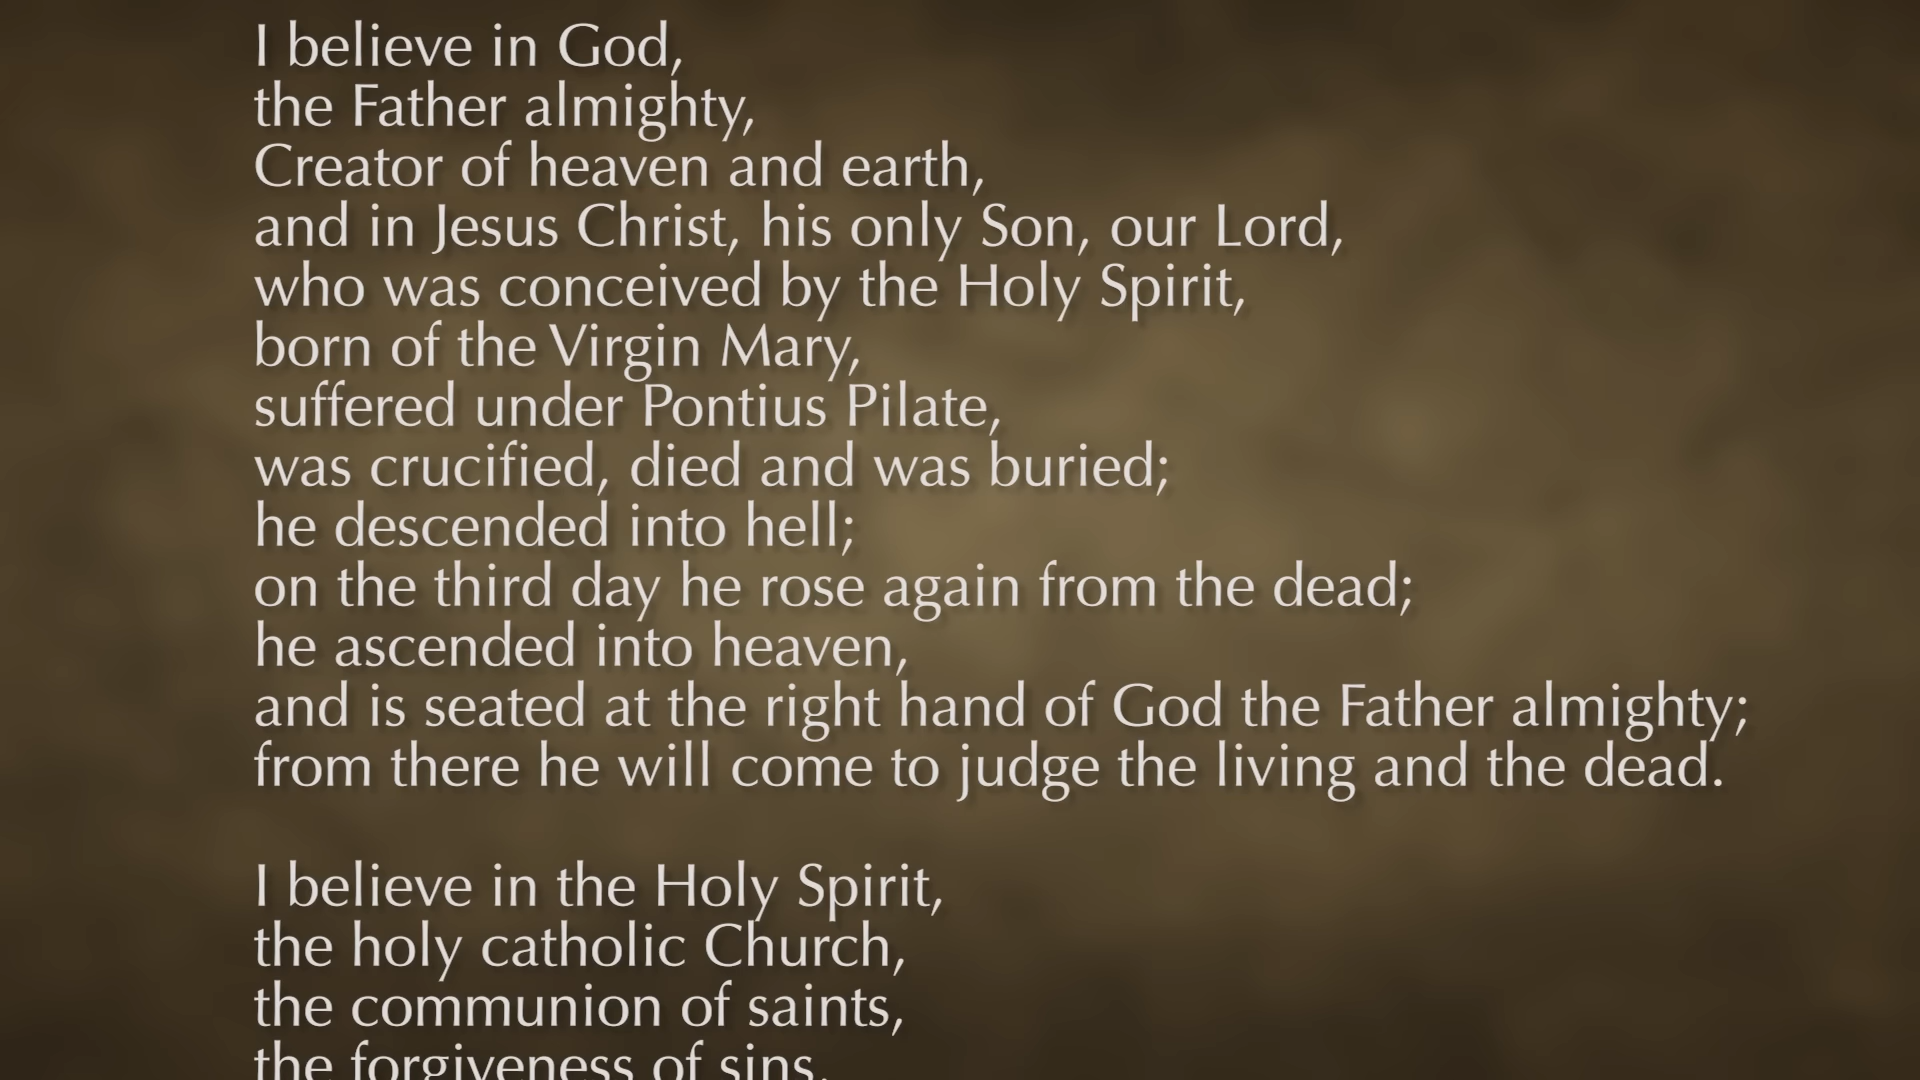 I believe in God,
the Father almighty,
Creator of heaven and earth,
and in Jesus Christ, his only Son, our Lord,
who was conceived by the Holy Spirit,
born of the Virgin Mary,
suffered under Pontius Pilate,
was crucified, died and was buried;
he descended into hell;
on the third day he rose again from the dead;
he ascended into heaven,
and is seated at the right hand of God the Father almighty;
from there he will come to judge the living and the dead.
I believe in the Holy Spirit,
the holy catholic Church,
the communion of saints,
the forgiveness of sins,